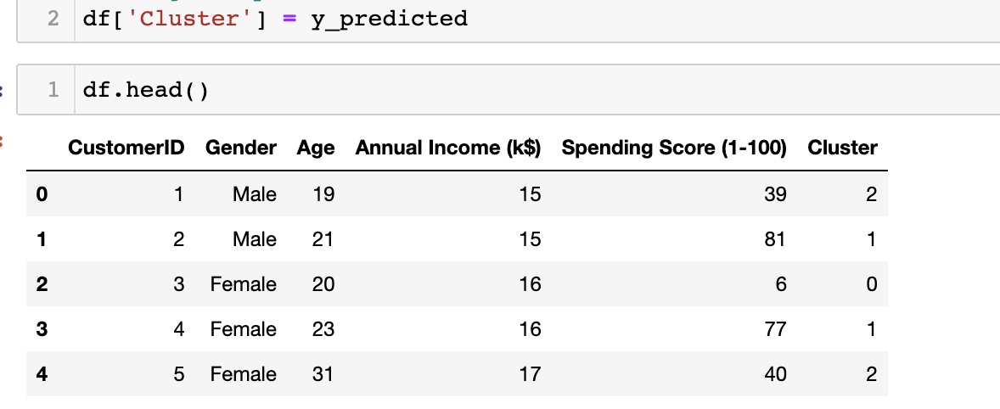 2 df['Cluster'] = y_predicted
1 df.head()
CustomerID Gender Age Annual Income (k$) Spending Score (1-100) Cluster
0 1 Male 19 15 39 2
1 2 Male 21 15 81 1
2 3 Female 20 16 6 0
3 4 Female 23 16 77 1
4 5 Female 31 17 40 2